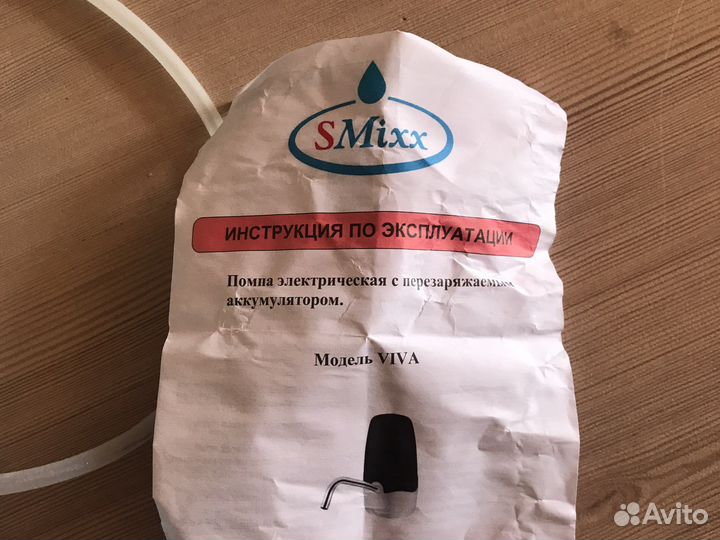 SMixx
ИНСТРУКЦИЯ ПО ЭКСПЛУАТАЦИИ
Помпа электрическая с перезаряжаемым
аккумулятором.
Модель VIVA
Avito